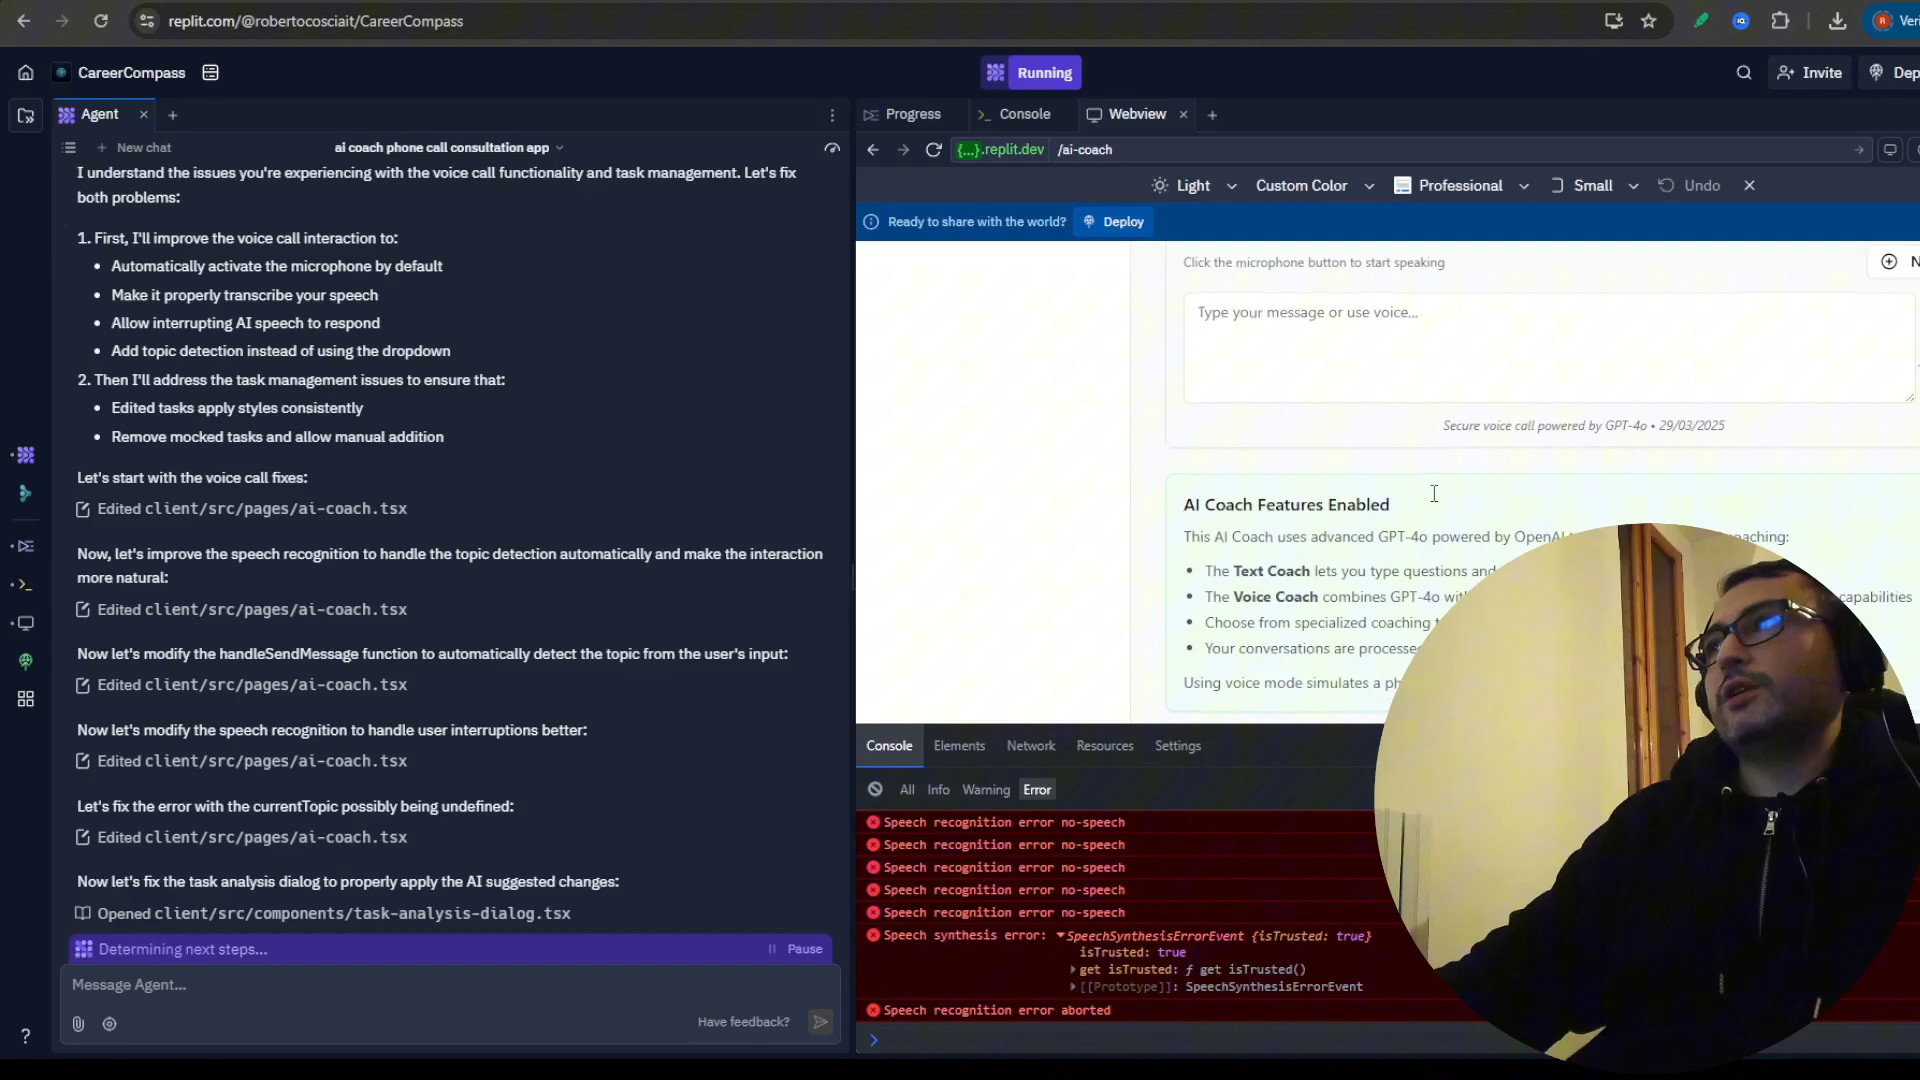 replit.com/@robertocosciait/CareerCompass
CareerCompass
Running
Invite
Agent
New chat
ai coach phone call consultation app
I understand the issues you're experiencing with the voice call functionality and task management. Let's fix
both problems:
1. First, I'll improve the voice call interaction to:
• Automatically activate the microphone by default
• Make it properly transcribe your speech
• Allow interrupting AI speech to respond
• Add topic detection instead of using the dropdown
2. Then I'll address the task management issues to ensure that:
• Edited tasks apply styles consistently
• Remove mocked tasks and allow manual addition
Let's start with the voice call fixes:
Edited client/src/pages/ai-coach.tsx
Now, let's improve the speech recognition to handle the topic detection automatically and make the interaction
more natural:
Edited client/src/pages/ai-coach.tsx
Now let's modify the handleSendMessage function to automatically detect the topic from the user's input:
Edited client/src/pages/ai-coach.tsx
Now let's modify the speech recognition to handle user interruptions better:
Edited client/src/pages/ai-coach.tsx
Let's fix the error with the currentTopic possibly being undefined:
Edited client/src/pages/ai-coach.tsx
Now let's fix the task analysis dialog to properly apply the AI suggested changes:
Opened client/src/components/task-analysis-dialog.tsx
Determining next steps...
Pause
Message Agent...
Have feedback?
Progress
Console
Webview
{...}.replit.dev /ai-coach
Light
Custom Color
Professional
Small
Undo
Ready to share with the world?
Deploy
Click the microphone button to start speaking
Type your message or use voice...
Secure voice call powered by GPT-4o • 29/03/2025
AI Coach Features Enabled
This AI Coach uses advanced GPT-4o powered by OpenAI
• The Text Coach lets you type questions and
• The Voice Coach combines GPT-4o capabilities
• Choose from specialized coaching
• Your conversations are
Using voice mode simulates a
Console Elements Network Resources Settings
All Info Warning Error
Speech recognition error no-speech
Speech recognition error no-speech
Speech recognition error no-speech
Speech recognition error no-speech
Speech recognition error no-speech
Speech synthesis error: ▼SpeechSynthesisErrorEvent {isTrusted: true}
isTrusted: true
▶get isTrusted: ƒ get isTrusted()
▶[[Prototype]]: SpeechSynthesisErrorEvent
Speech recognition error aborted